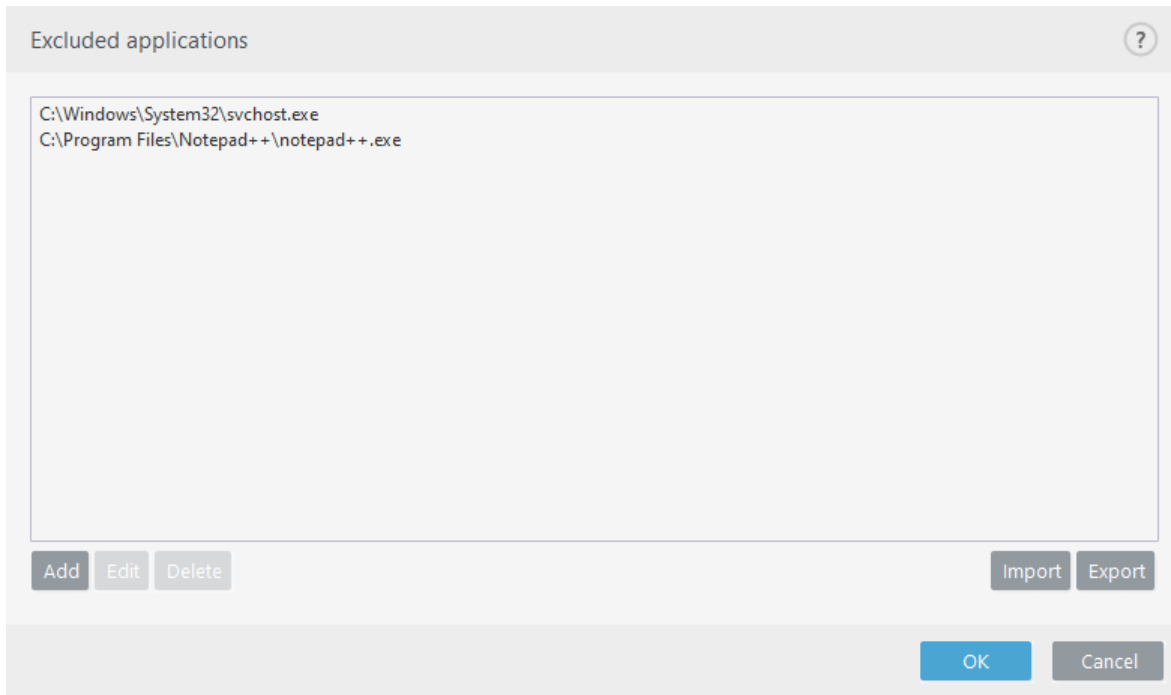 Excluded applications
?
C:\Windows\System32\svchost.exe
C:\Program Files\Notepad++\notepad++.exe
Add Edit Delete Import Export
OK Cancel